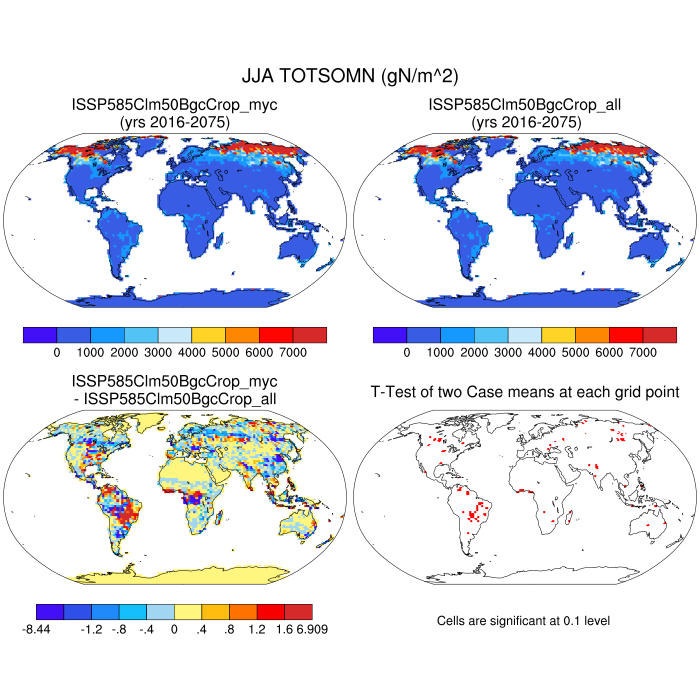 JJA TOTSOMN (gN/m^2)
ISSP585Clm50BgcCrop_myc
(yrs 2016-2075)
ISSP585Clm50BgcCrop_all
(yrs 2016-2075)
0 1000 2000 3000 4000 5000 6000 7000
0 1000 2000 3000 4000 5000 6000 7000
ISSP585Clm50BgcCrop_myc
- ISSP585Clm50BgcCrop_all
T-Test of two Case means at each grid point
-8.44 -1.2 -.8 -.4 0 .4 .8 1.2 1.6 6.909
Cells are significant at 0.1 level